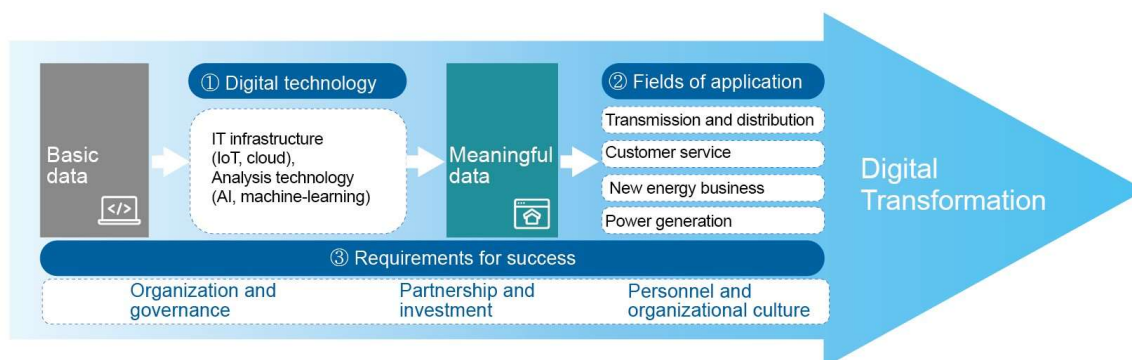 ① Digital technology
② Fields of application
Basic
data
IT infrastructure
(IoT, cloud),
Analysis technology
(AI, machine-learning)
Meaningful
data
Transmission and distribution
Customer service
New energy business
Power generation
Digital
Transformation
</>
③ Requirements for success
Organization and
governance
Partnership and
investment
Personnel and
organizational culture